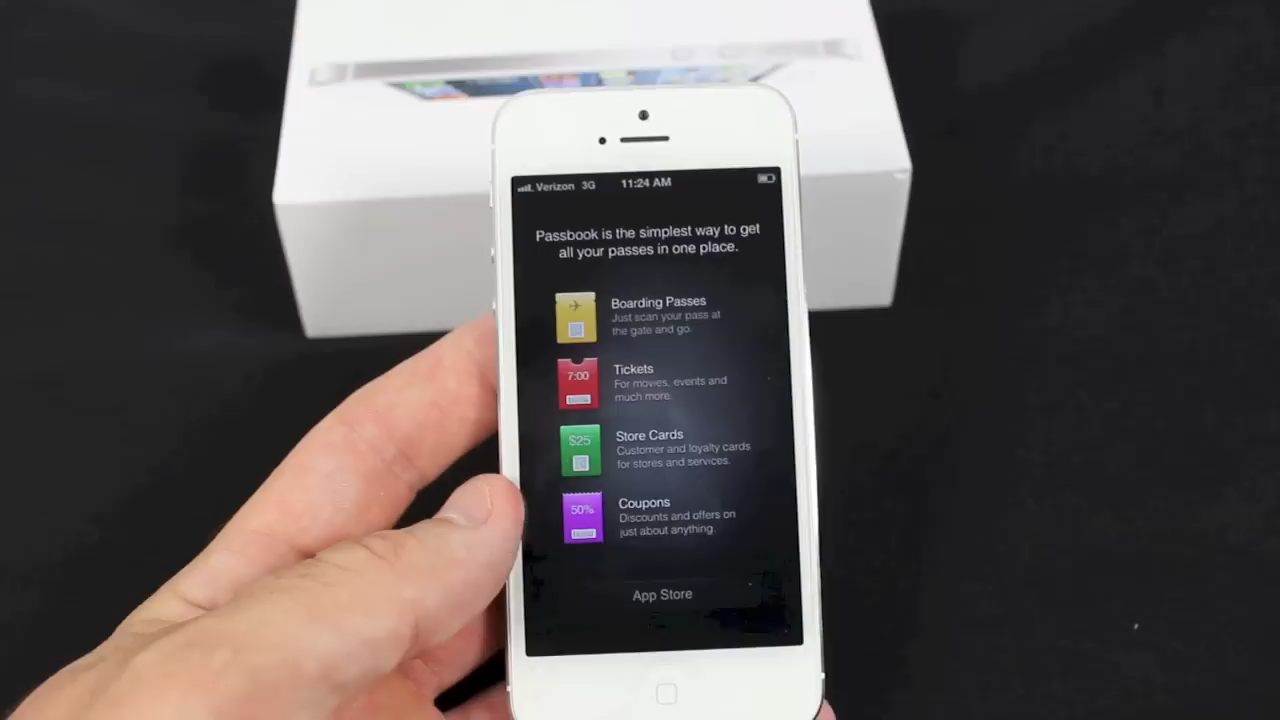 Verizon 3G 11:24 AM
Passbook is the simplest way to get
all your passes in one place.
Boarding Passes
Just scan your pass at
the gate and go.
7:00
Tickets
For movies, events and
much more.
$25
Store Cards
Customer and loyalty cards
for stores and services.
50%
Coupons
Discounts and offers on
just about anything.
App Store